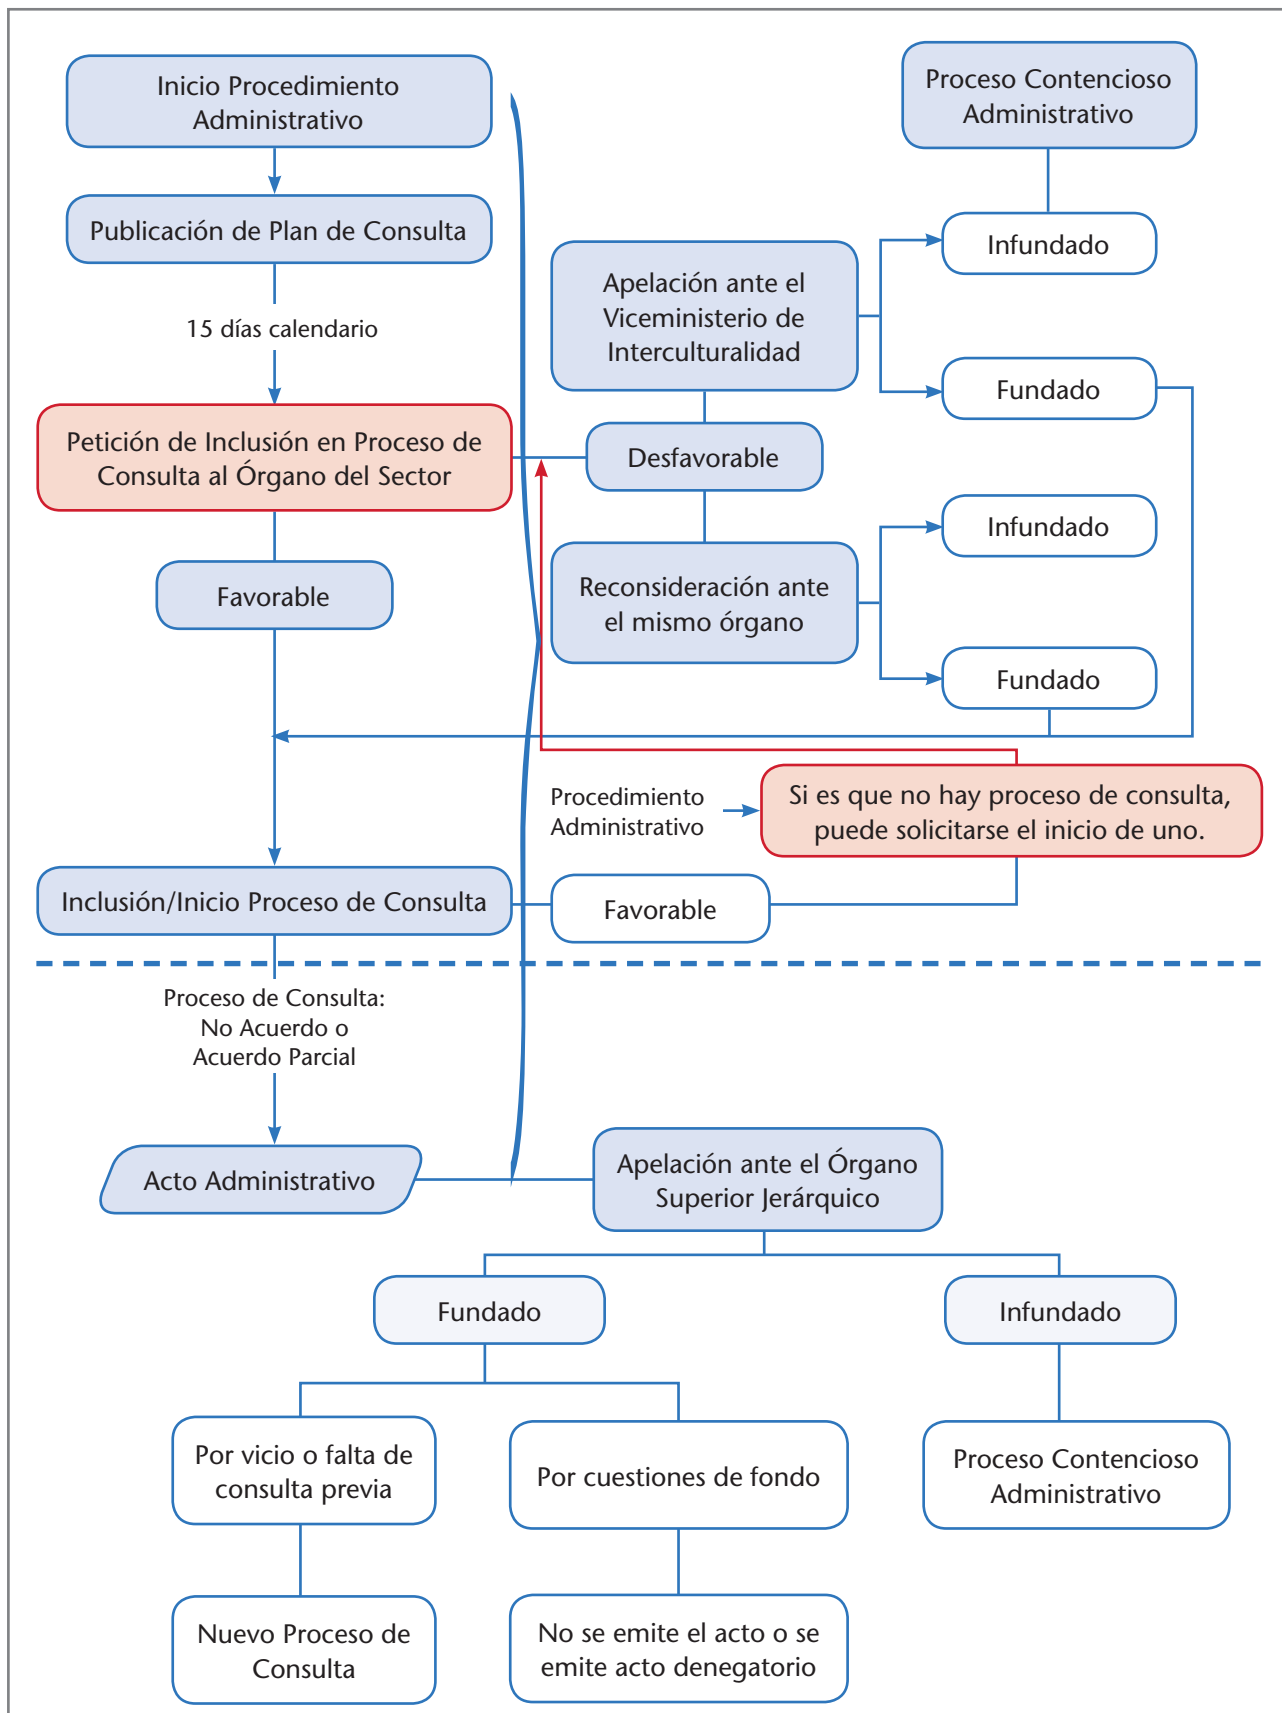 Inicio Procedimiento
Administrativo
Publicación de Plan de Consulta
15 días calendario
Petición de Inclusión en Proceso de
Consulta al Órgano del Sector
Favorable
Inclusión/Inicio Proceso de Consulta
Proceso Contencioso
Administrativo
Infundado
Apelación ante el
Viceministerio de
Interculturalidad
Fundado
Desfavorable
Infundado
Reconsideración ante
el mismo órgano
Fundado
Procedimiento
Administrativo
Si es que no hay proceso de consulta,
puede solicitarse el inicio de uno.
Favorable
Proceso de Consulta:
No Acuerdo o
Acuerdo Parcial
Acto Administrativo
Apelación ante el Órgano
Superior Jerárquico
Fundado
Infundado
Por vicio o falta de
consulta previa
Por cuestiones de fondo
Proceso Contencioso
Administrativo
Nuevo Proceso de
Consulta
No se emite el acto o se
emite acto denegatorio